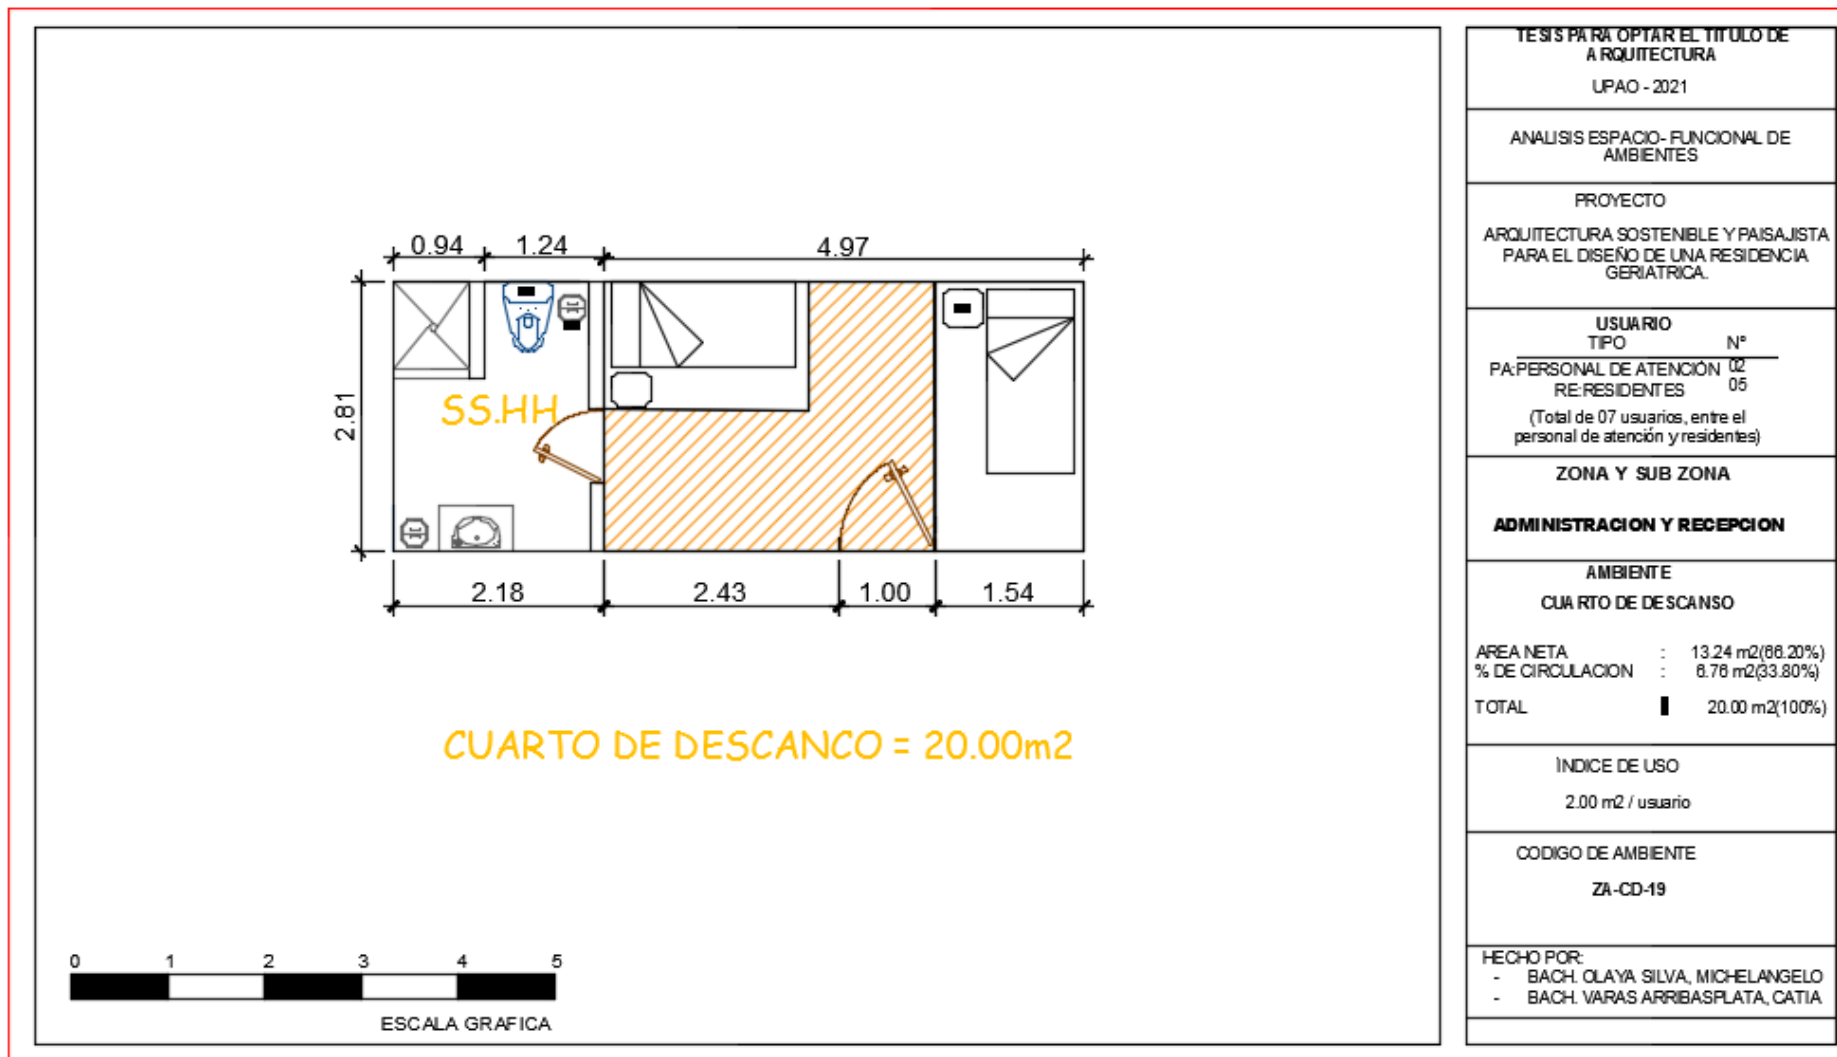 0.94
1.24
4.97
2.81
SS.HH
2.18
2.43
1.00
1.54
CUARTO DE DESCANCO = 20.00m2
0 1 2 3 4 5
ESCALA GRAFICA
TESIS PARA OPTAR EL TITULO DE
ARQUITECTURA
UPAO - 2021
ANALISIS ESPACIO- FUNCIONAL DE
AMBIENTES
PROYECTO
ARQUITECTURA SOSTENIBLE Y PAISAJISTA
PARA EL DISEÑO DE UNA RESIDENCIA
GERIATRICA.
USUARIO
TIPO N°
PA:PERSONAL DE ATENCIÓN 02
RE:RESIDENTES 05
(Total de 07 usuarios, entre el
personal de atención y residentes)
ZONA Y SUB ZONA
ADMINISTRACION Y RECEPCION
AMBIENTE
CUARTO DE DESCANSO
AREA NETA : 13.24 m2(66.20%)
% DE CIRCULACION : 6.76 m2(33.80%)
TOTAL 20.00 m2(100%)
ÌNDICE DE USO
2.00 m2 / usuario
CODIGO DE AMBIENTE
ZA-CD-19
HECHO POR:
- BACH. OLAYA SILVA, MICHELANGELO
- BACH. VARAS ARRIBASPLATA, CATIA